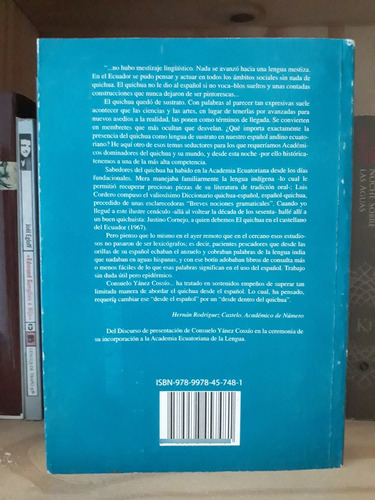 "...no hubo mestizaje lingüístico. Nada se avanzó hacia una lengua mestiza.
En el Ecuador se pudo pensar y actuar en todos los ámbitos sociales sin nada de
quichua. El quichua no le dio al español si no voca–blos sueltos y unas contadas
construcciones que nunca dejaron de ser pintorescas...
El quichua quedó de sustrato. Con palabras al parecer tan expresivas suele
acontecer que las ciencias y las artes, en lugar de tenerlas por avanzadas para
nuevos asedios a la realidad, las ponen como términos de llegada. Se convierten
en membretes que más ocultan que desvelan. ¿Qué importa exactamente la
presencia del quichua como lengua de sustrato en nuestro español andino ecuato-
riano? He aquí otro de esos temas seductores para los que requeríamos Acadé-
micos dominadores del quichua y su mundo, y desde esta noche -por ello histórica-
tenemos a una de la más alta competencia.
Sabedores del quichua ha habido en la Academia Ecuatoriana desde los días
fundacionales. Mera manejaba familiarmente la lengua indígena -lo cual le
permitió recuperar preciosas piezas de su literatura de tradición oral-; Luis
Cordero compuso el valiosísimo Diccionario quichua-español, español-quichua,
precedido de unas esclarecedoras "Breves nociones gramaticales". Cuando yo
llegué a este ilustre cenáculo -allá al voltear la década de los sesenta- hallé allí a
un buen quichuista: Justino Cornejo, a quien debemos El quichua en el castellano
del Ecuador (1967).
Pero pienso que lo mismo en el ayer remoto que en el cercano esos estudio-
sos no pasaron de ser lexicógrafos; es decir, pacientes pescadores que desde las
orillas de su español echaban el anzuelo y cobraban palabras de la lengua india
que nadaban en aguas hispanas, y con ese botín adobaban libros de consulta más
o menos fáciles de lo que esas palabras significan en el uso del español. Trabajo
sin duda útil pero epidérmico.
Consuelo Yánez Cossío... ha tratado en sostenidos empeños de superar tan
limitada manera de abordar el quichua desde el español. Lo cual, ha pensado,
requería cambiar ese "desde el español" por un "desde dentro del quichua".
Hernán Rodríguez Castelo. Académico de Número
Del Discurso de presentación de Consuelo Yánez Cossío en la ceremonia de
su incorporación a la Academia Ecuatoriana de la Lengua.
ISBN-978-9978-45-748-1